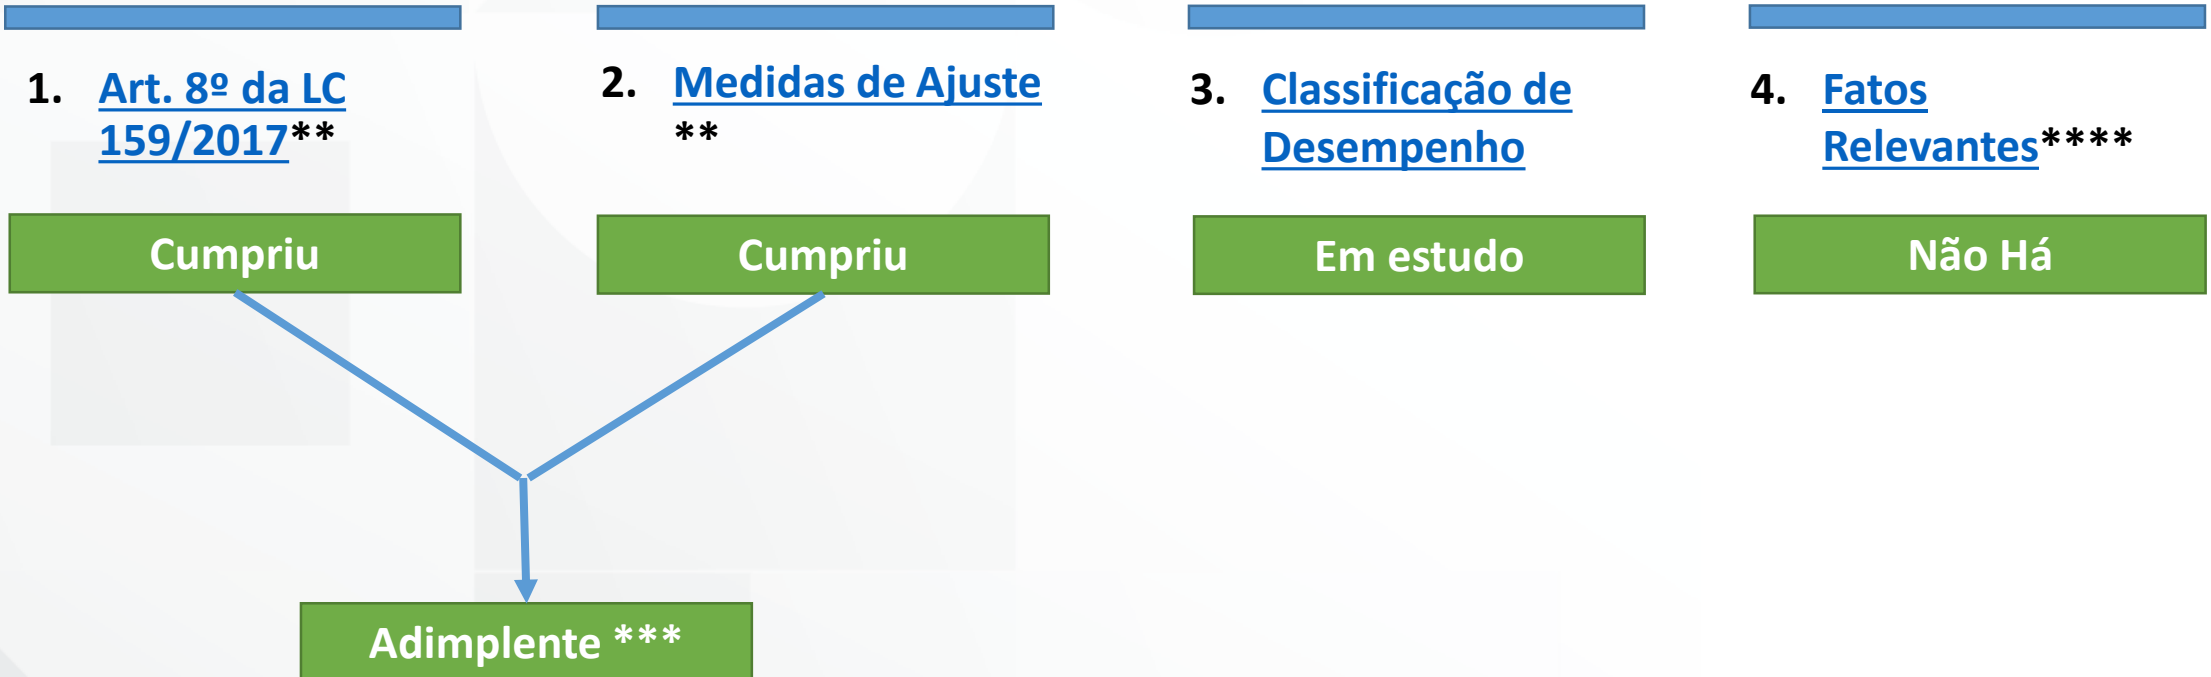 1. Art. 8º da LC
159/2017**
2. Medidas de Ajuste
**
3. Classificação de
Desempenho
4. Fatos
Relevantes****
Cumpriu
Cumpriu
Em estudo
Não Há
Adimplente ***